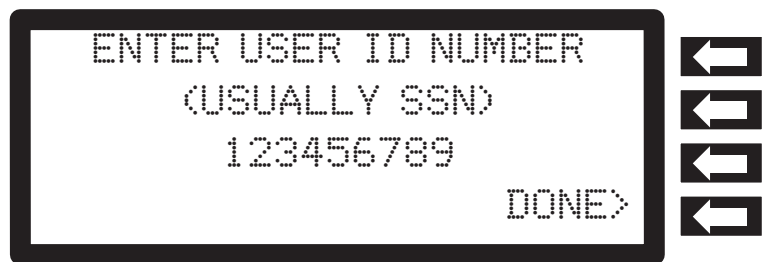 ENTER USER ID NUMBER
(USUALLY SSN)
123456789
DONE>